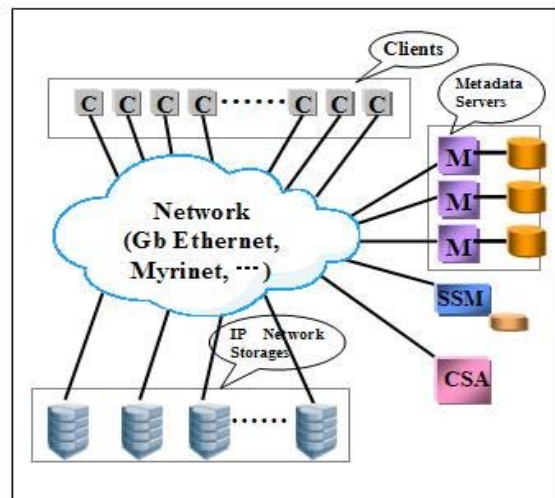 Clients
C C C C ...... C C C
Metadata
Servers
M
M
M
Network
(Gb Ethernet,
Myrinet, ...)
SSM
IP Network
Storages
CSA
......